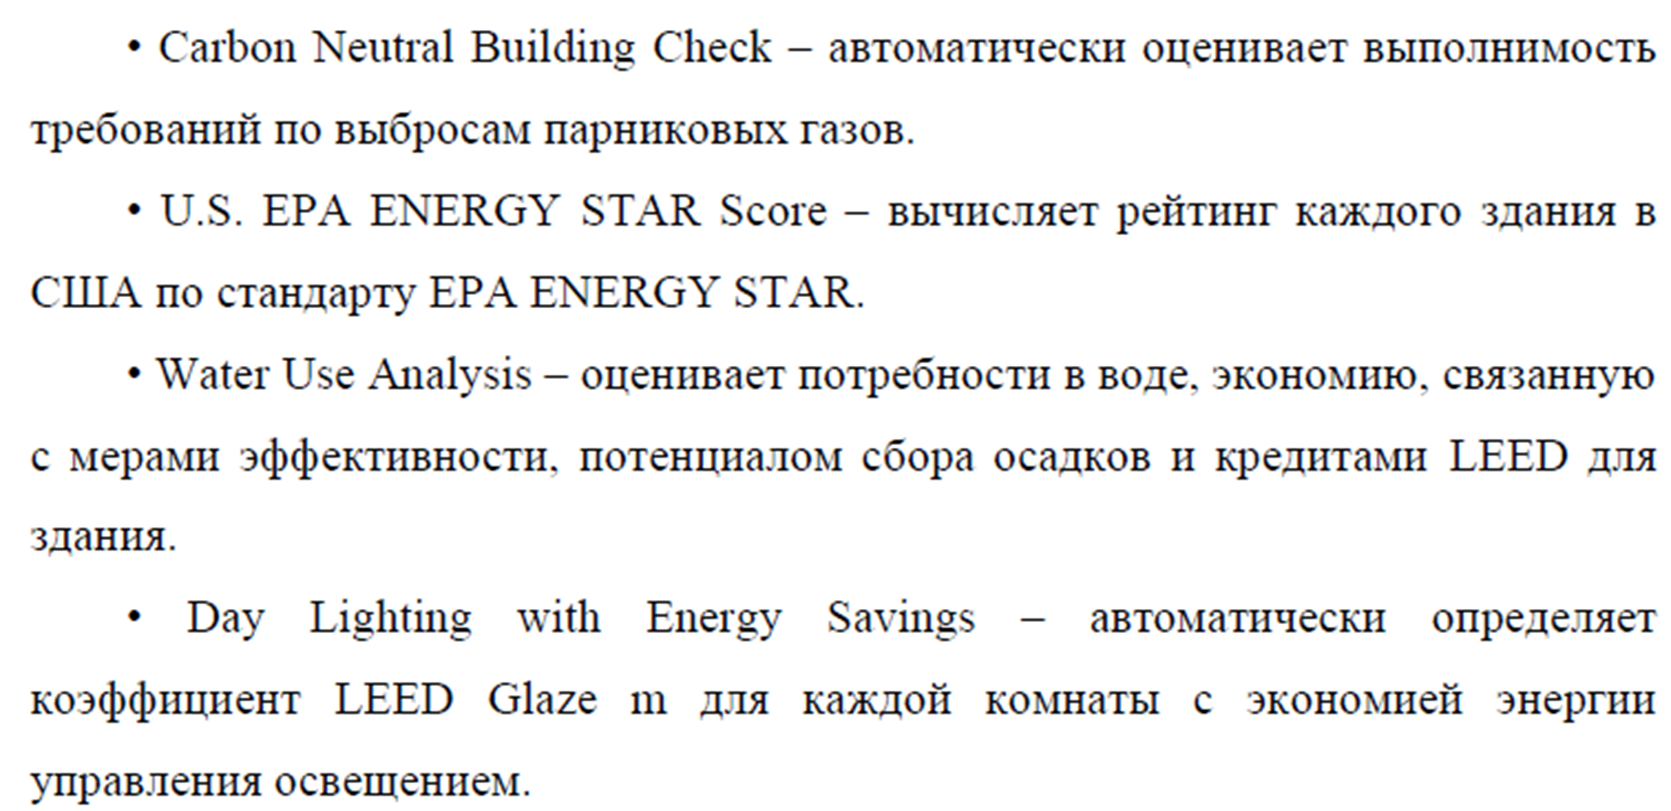 • Carbon Neutral Building Check – автоматически оценивает выполнимость
требований по выбросам парниковых газов.
• U.S. EPA ENERGY STAR Score – вычисляет рейтинг каждого здания в
США по стандарту EPA ENERGY STAR.
• Water Use Analysis – оценивает потребности в воде, экономию, связанную
с мерами эффективности, потенциалом сбора осадков и кредитами LEED для
здания.
• Day Lighting with Energy Savings – автоматически определяет
коэффициент LEED Glaze m для каждой комнаты с экономией энергии
управления освещением.